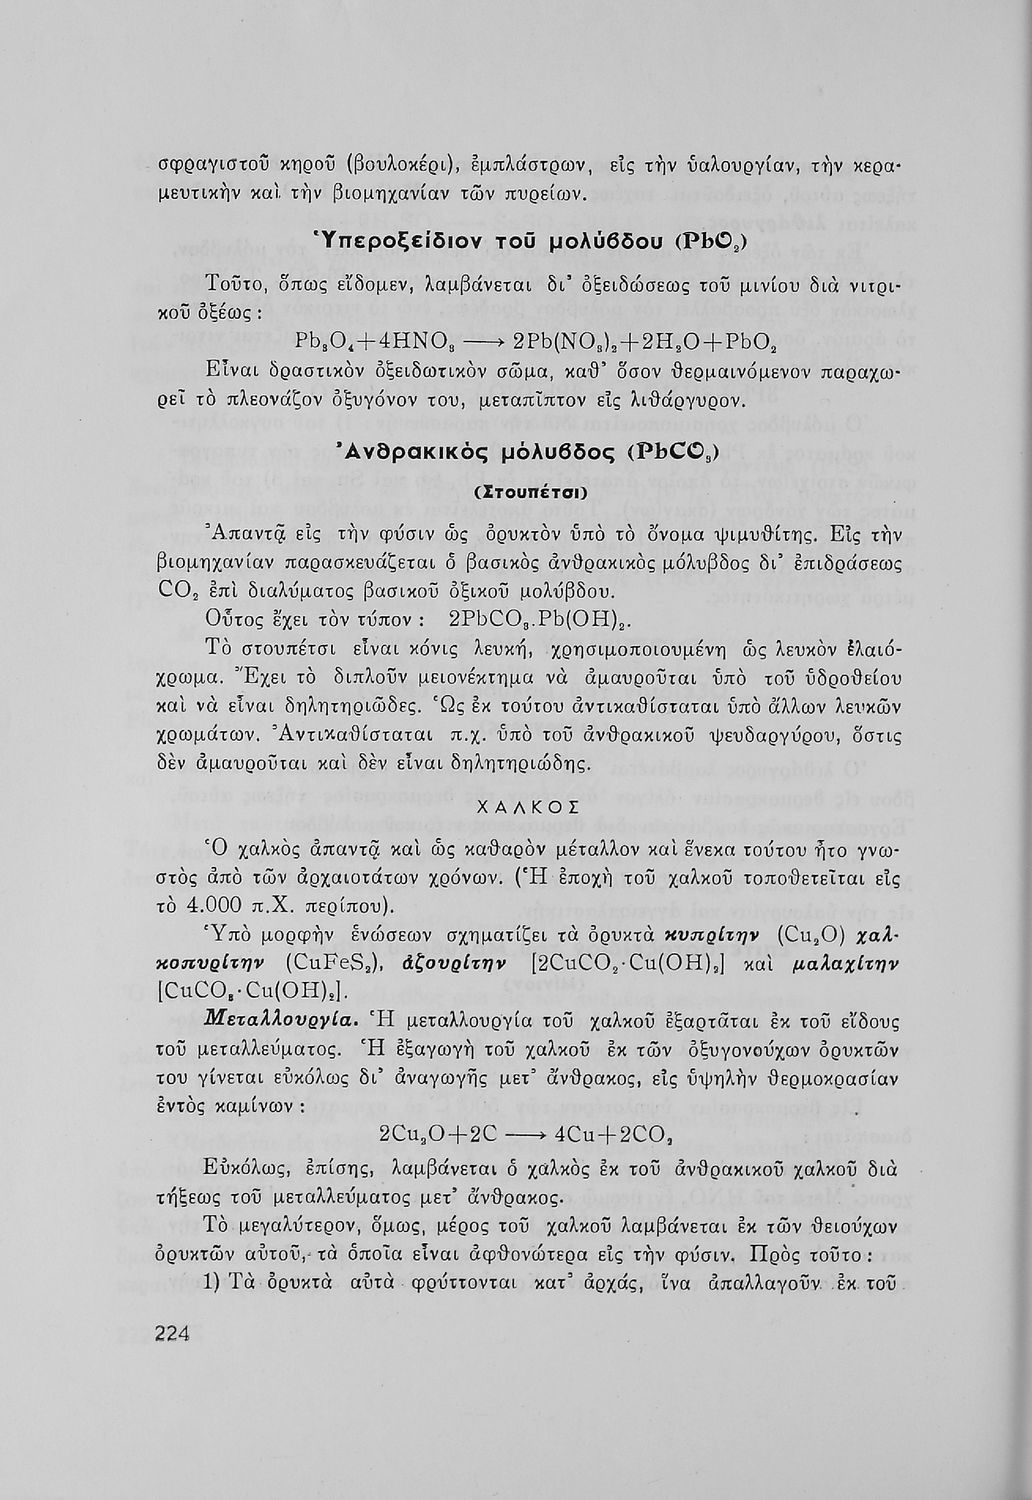 σφραγιστοῦ κηροῦ (βουλοκέρι), ἐμπλάστρων, εἰς τὴν ὑαλουργίαν, τὴν κερα-
μευτικὴν καὶ τὴν βιομηχανίαν τῶν πυρείων.
Ὑπεροξείδιον τοῦ μολύβδου (PbO₂)
Τοῦτο, ὅπως εἴδομεν, λαμβάνεται δι᾽ ὀξειδώσεως τοῦ μινίου διὰ νιτρι-
κοῦ ὀξέως :
Pb₃O₄+4HNO₃ ⟶ 2Pb(NO₃)₂+2H₂O+PbO₂
Εἶναι δραστικὸν ὀξειδωτικὸν σῶμα, καθ᾽ ὅσον θερμαινόμενον παραχω-
ρεῖ τὸ πλεονάζον ὀξυγόνον του, μεταπῖπτον εἰς λιθάργυρον.
Ἀνθρακικὸς μόλυβδος (PbCO₃)
(Στουπέτσι)
Ἀπαντᾷ εἰς τὴν φύσιν ὡς ὀρυκτὸν ὑπὸ τὸ ὄνομα ψιμυθίτης. Εἰς τὴν
βιομηχανίαν παρασκευάζεται ὁ βασικὸς ἀνθρακικὸς μόλυβδος δι᾽ ἐπιδράσεως
CO₂ ἐπὶ διαλύματος βασικοῦ ὀξικοῦ μολύβδου.
Οὗτος ἔχει τὸν τύπον : 2PbCO₃.Pb(OH)₂.
Τὸ στουπέτσι εἶναι κόνις λευκή, χρησιμοποιουμένη ὡς λευκὸν ἐλαιό-
χρωμα. Ἔχει τὸ διπλοῦν μειονέκτημα νὰ ἀμαυροῦται ὑπὸ τοῦ ὑδροθείου
καὶ νὰ εἶναι δηλητηριῶδες. Ὡς ἐκ τούτου ἀντικαθίσταται ὑπὸ ἄλλων λευκῶν
χρωμάτων. Ἀντικαθίσταται π.χ. ὑπὸ τοῦ ἀνθρακικοῦ ψευδαργύρου, ὅστις
δὲν ἀμαυροῦται καὶ δὲν εἶναι δηλητηριώδης.
ΧΑΛΚΟΣ
Ὁ χαλκὸς ἀπαντᾷ καὶ ὡς καθαρὸν μέταλλον καὶ ἕνεκα τούτου ἦτο γνω-
στὸς ἀπὸ τῶν ἀρχαιοτάτων χρόνων. (Ἡ ἐποχὴ τοῦ χαλκοῦ τοποθετεῖται εἰς
τὸ 4.000 π.Χ. περίπου).
Ὑπὸ μορφὴν ἑνώσεων σχηματίζει τὰ ὀρυκτὰ κυπρίτην (Cu₂O) χαλ-
κοπυρίτην (CuFeS₂), ἀζουρίτην [2CuCO₃·Cu(OH)₂] καὶ μαλαχίτην
[CuCO₃·Cu(OH)₂].
Μεταλλουργία. Ἡ μεταλλουργία τοῦ χαλκοῦ ἐξαρτᾶται ἐκ τοῦ εἴδους
τοῦ μεταλλεύματος. Ἡ ἐξαγωγὴ τοῦ χαλκοῦ ἐκ τῶν ὀξυγονούχων ὀρυκτῶν
του γίνεται εὐκόλως δι᾽ ἀναγωγῆς μετ᾽ ἄνθρακος, εἰς ὑψηλὴν θερμοκρασίαν
ἐντὸς καμίνων :
2Cu₂O+2C ⟶ 4Cu+2CO₂
Εὐκόλως, ἐπίσης, λαμβάνεται ὁ χαλκὸς ἐκ τοῦ ἀνθρακικοῦ χαλκοῦ διὰ
τήξεως τοῦ μεταλλεύματος μετ᾽ ἄνθρακος.
Τὸ μεγαλύτερον, ὅμως, μέρος τοῦ χαλκοῦ λαμβάνεται ἐκ τῶν θειούχων
ὀρυκτῶν αὐτοῦ, τὰ ὁποῖα εἶναι ἀφθονώτερα εἰς τὴν φύσιν. Πρὸς τοῦτο :
1) Τὰ ὀρυκτὰ αὐτὰ φρύττονται κατ᾽ ἀρχάς, ἵνα ἀπαλλαγοῦν ἐκ τοῦ
224